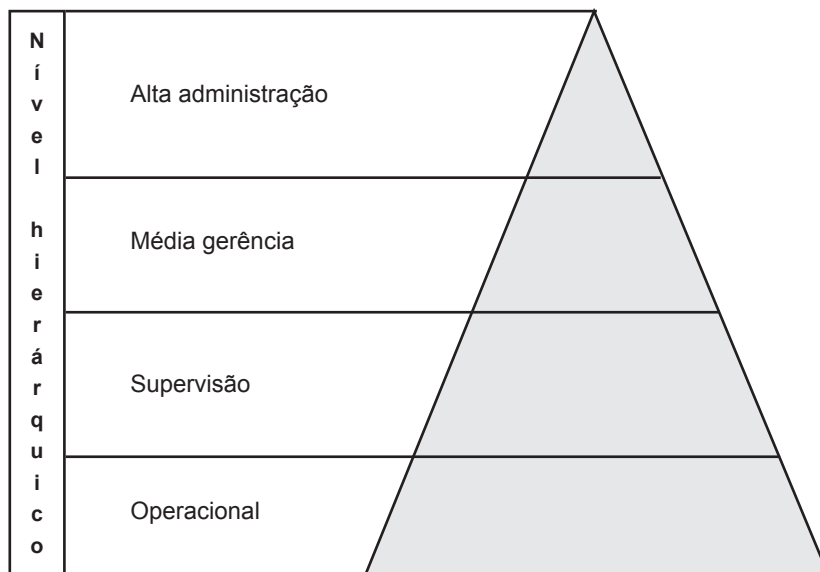 Nível hierárquico
Alta administração
Média gerência
Supervisão
Operacional